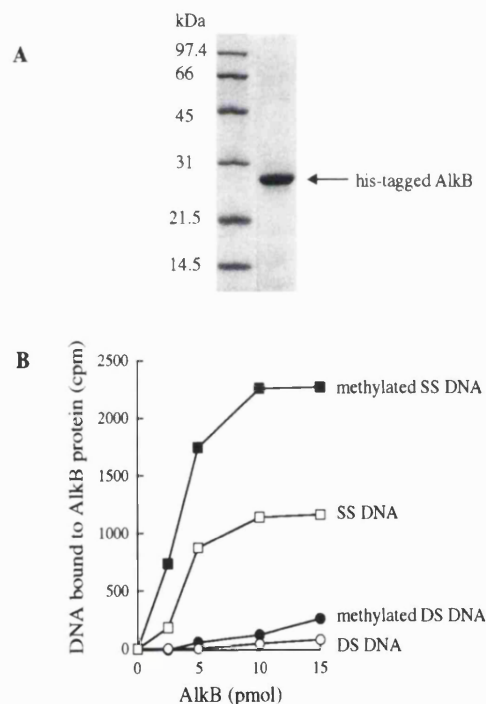 A
kDa
97.4
66
45
31
21.5
14.5
his-tagged AlkB
B
DNA bound to AlkB protein (cpm)
2500
2000
1500
1000
500
0
0
5
10
15
AlkB (pmol)
methylated SS DNA
SS DNA
methylated DS DNA
DS DNA